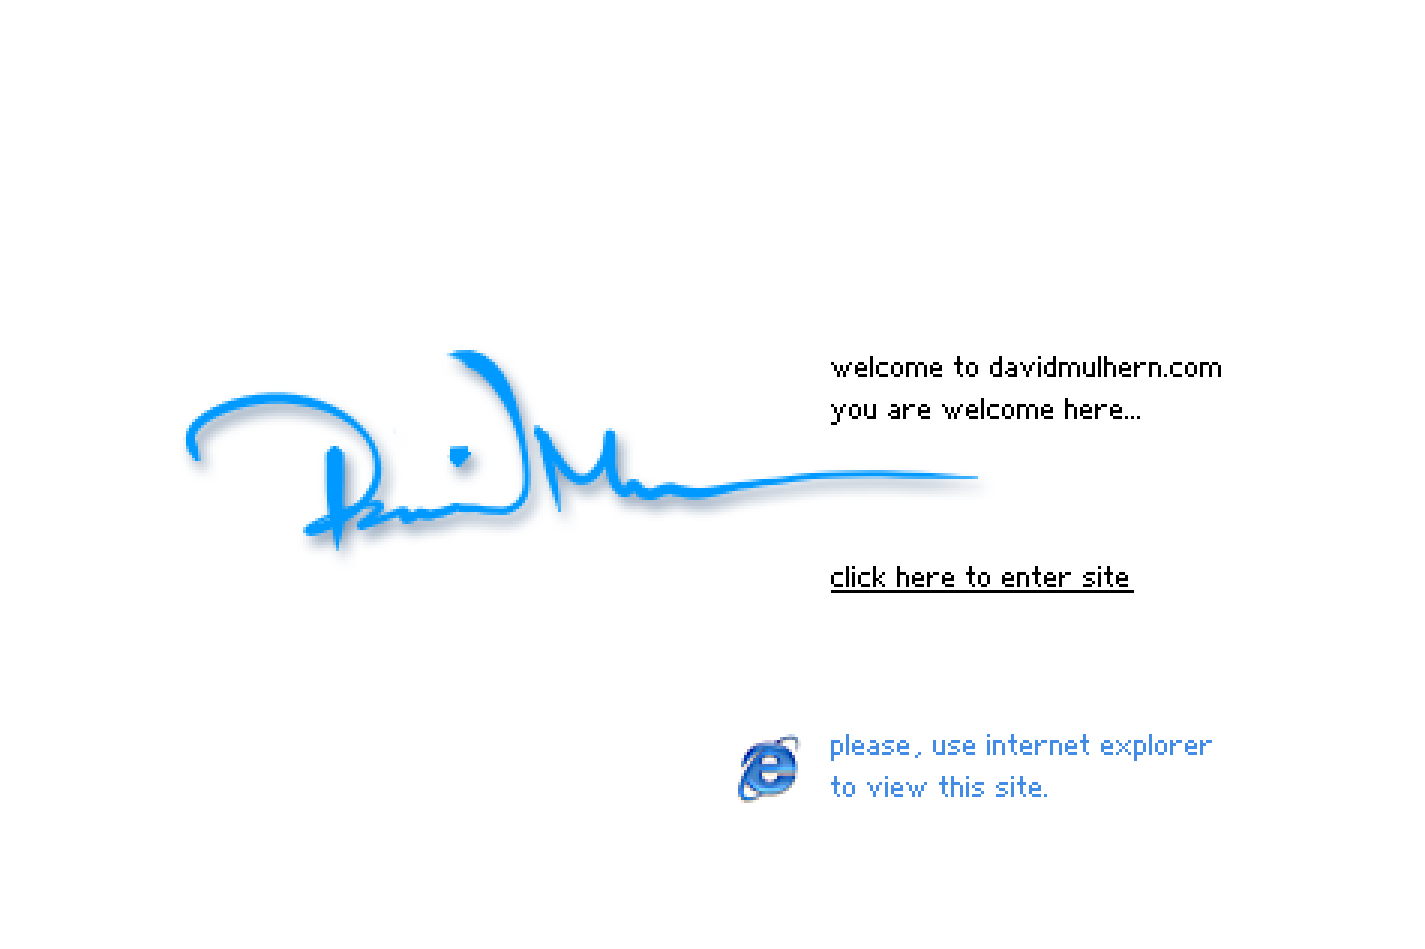 David M
welcome to davidmulhern.com
you are welcome here...
click here to enter site
please, use internet explorer
to view this site.